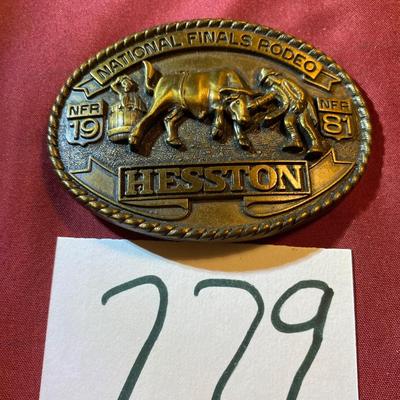 NATIONAL FINALS RODEO
NFR NFR
19 81
HESSTON
779